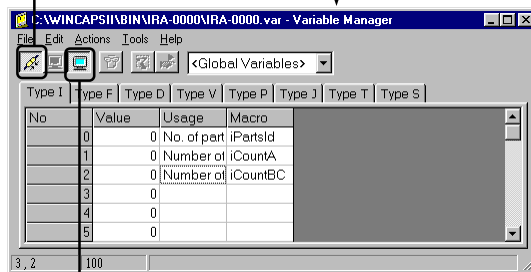 C:\WINCAPSII\BIN\IRA-0000\IRA-0000.var - Variable Manager
File Edit Actions Tools Help
<Global Variables>
Type I Type F Type D Type V Type P Type J Type T Type S
No Value Usage Macro
0 0 No. of part iPartsId
1 0 Number of iCountA
2 0 Number of iCountBC
3 0
4 0
5 0
3,2 100